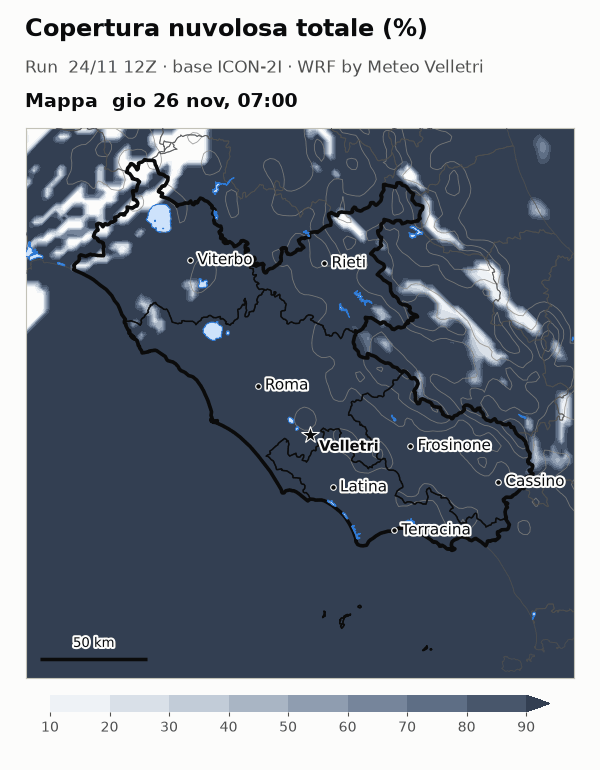 Copertura nuvolosa totale (%)
Run  24/11 12Z · base ICON-2I · WRF by Meteo Velletri
Mappa  gio 26 nov, 07:00
Viterbo
Rieti
Roma
Velletri
Frosinone
Cassino
Latina
Terracina
50 km
10 20 30 40 50 60 70 80 90